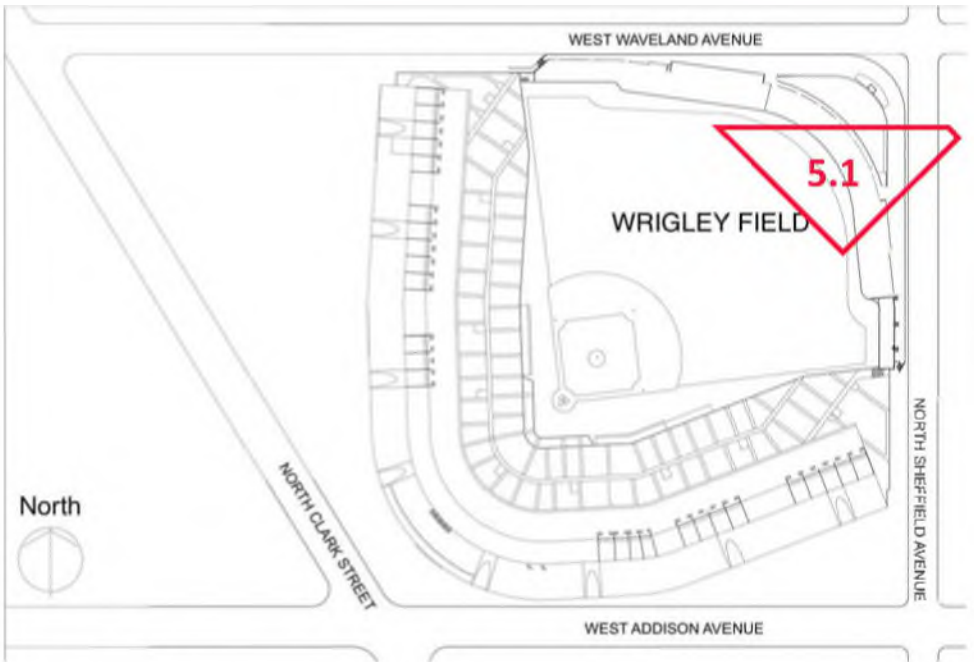 WEST WAVELAND AVENUE
5.1
WRIGLEY FIELD
NORTH SHEFFIELD AVENUE
North
NORTH CLARK STREET
WEST ADDISON AVENUE